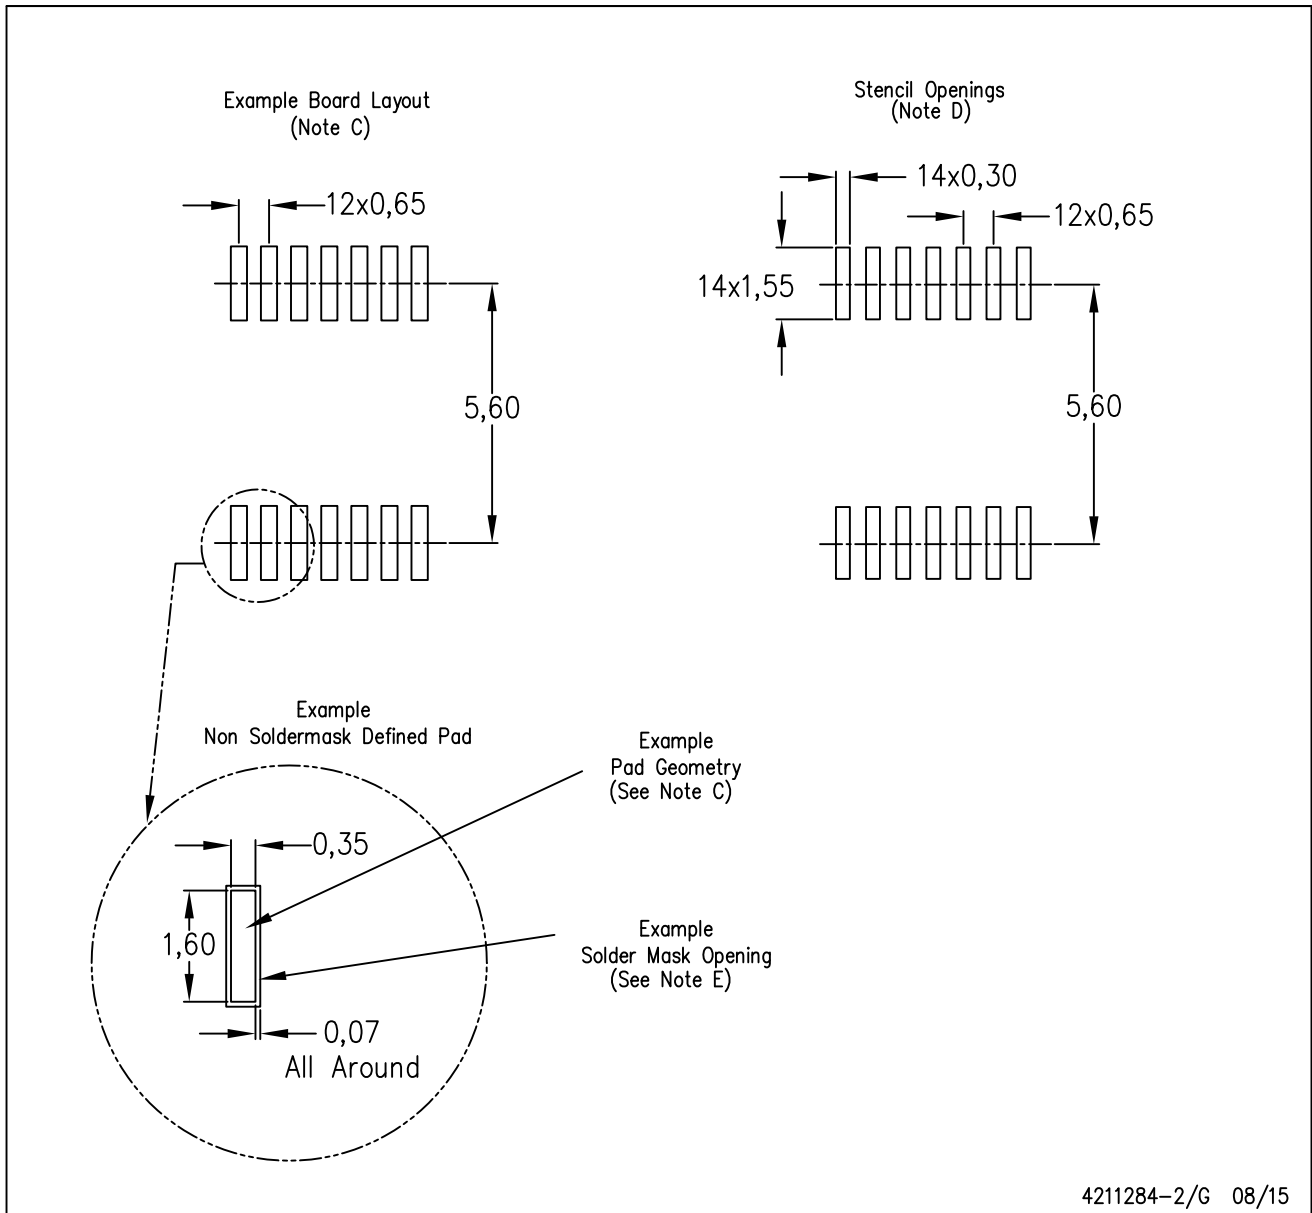 Example Board Layout
(Note C)
12x0,65
5,60
Stencil Openings
(Note D)
14x0,30
12x0,65
14x1,55
5,60
Example
Non Soldermask Defined Pad
0,35
1,60
0,07
All Around
Example
Pad Geometry
(See Note C)
Example
Solder Mask Opening
(See Note E)
4211284-2/G 08/15